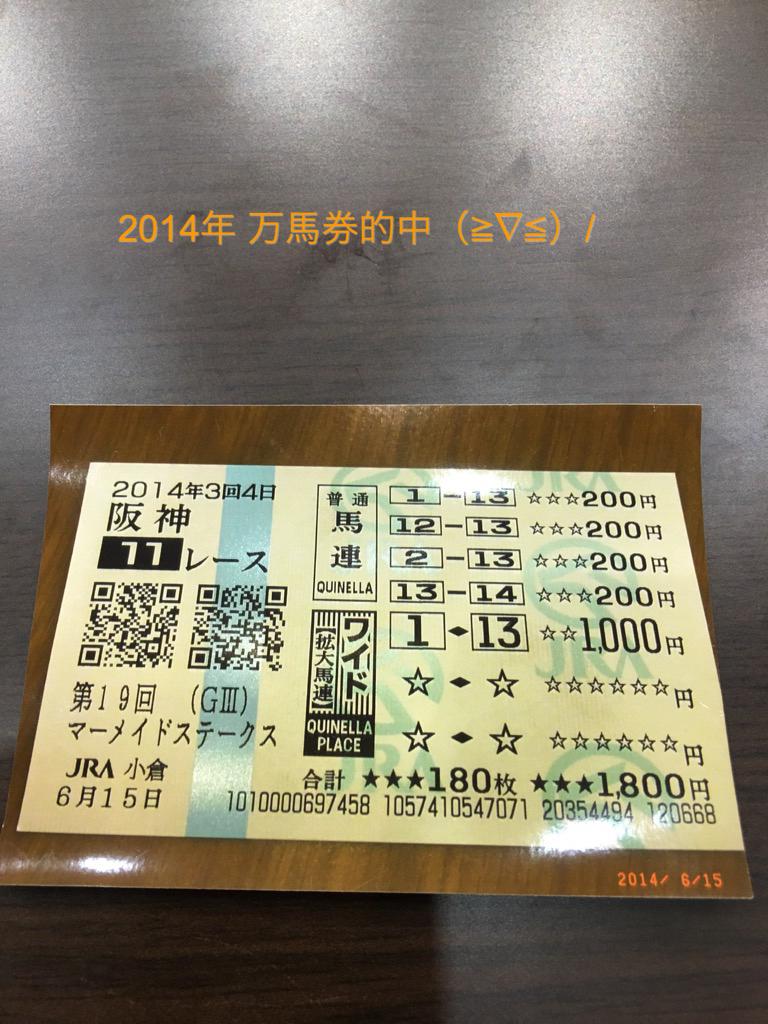 2014年 万馬券的中（≧∇≦）/
2014年3回4日
阪神
11レース
第19回 (GⅢ)
マーメイドステークス
JRA 小倉
6月15日
普通
馬連
QUINELLA
1-13 ☆☆☆200円
12-13 ☆☆☆200円
2-13 ☆☆☆200円
13-14 ☆☆☆200円
ワイド
(拡大馬連)
QUINELLA
PLACE
1◆13 ☆☆1,000円
☆◆☆ ☆☆☆☆☆☆円
☆◆☆ ☆☆☆☆☆☆円
合計 ★★★180枚 ★★★1,800円
1010000697458 1057410547071 20354494 120668
JRA
JRA
JRA
2014/ 6/15